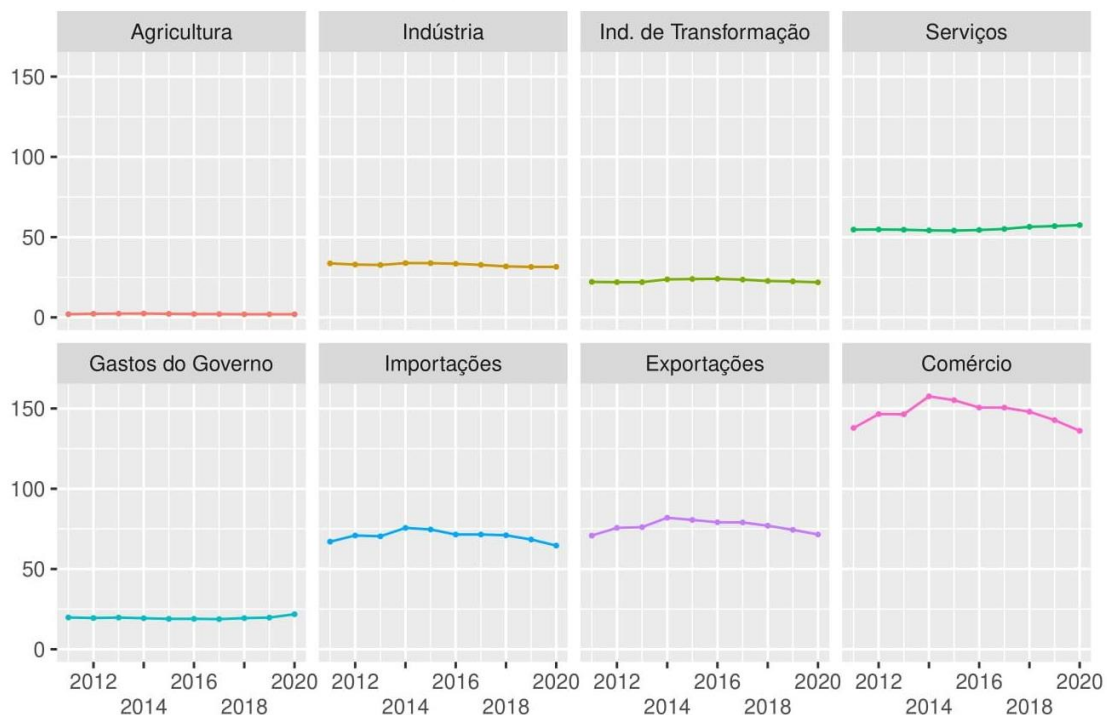 Agricultura
Indústria
Ind. de Transformação
Serviços
150
100
50
0
Gastos do Governo
Importações
Exportações
Comércio
150
100
50
0
2012 2016 2020 2012 2016 2020 2012 2016 2020 2012 2016 2020
2014 2018 2014 2018 2014 2018 2014 2018